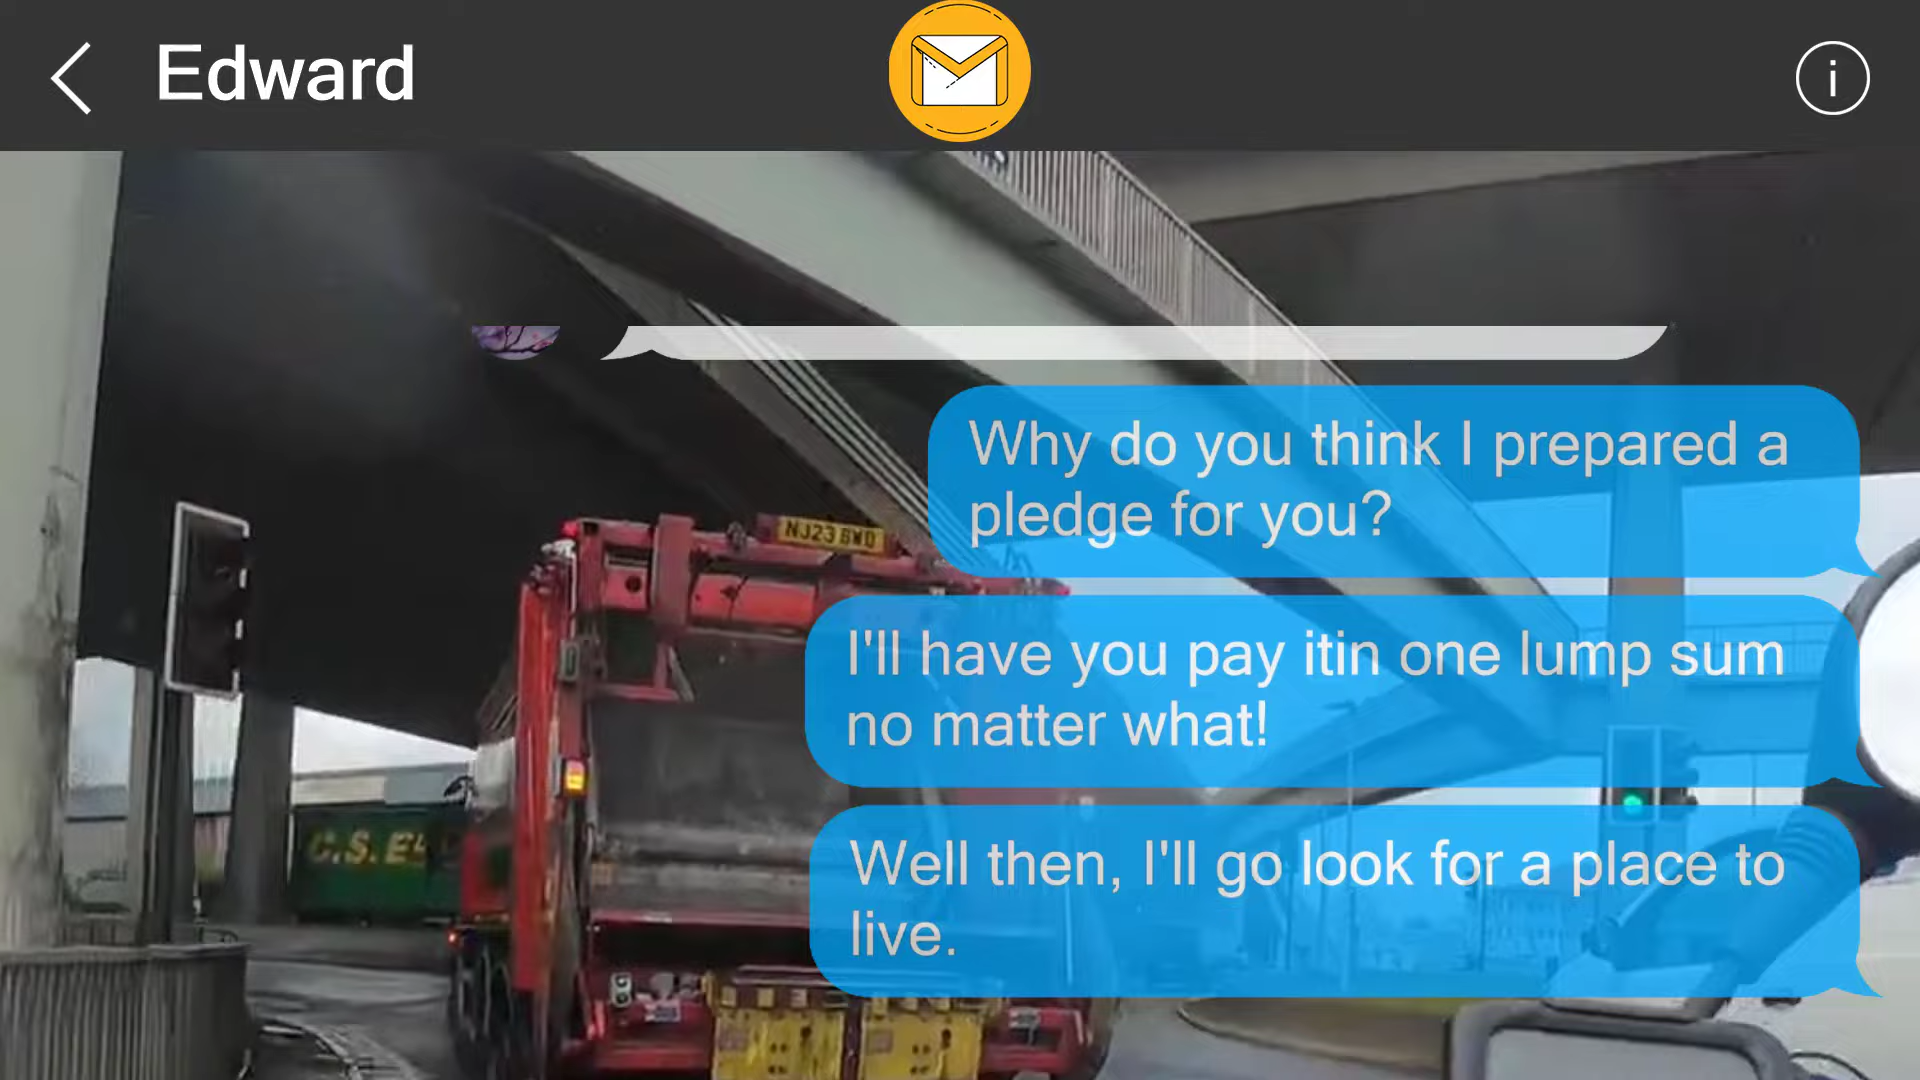 Edward
Why do you think I prepared a
pledge for you?
I'll have you pay itin one lump sum
no matter what!
Well then, I'll go look for a place to
live.
NJ23 BWD
C.S. EL